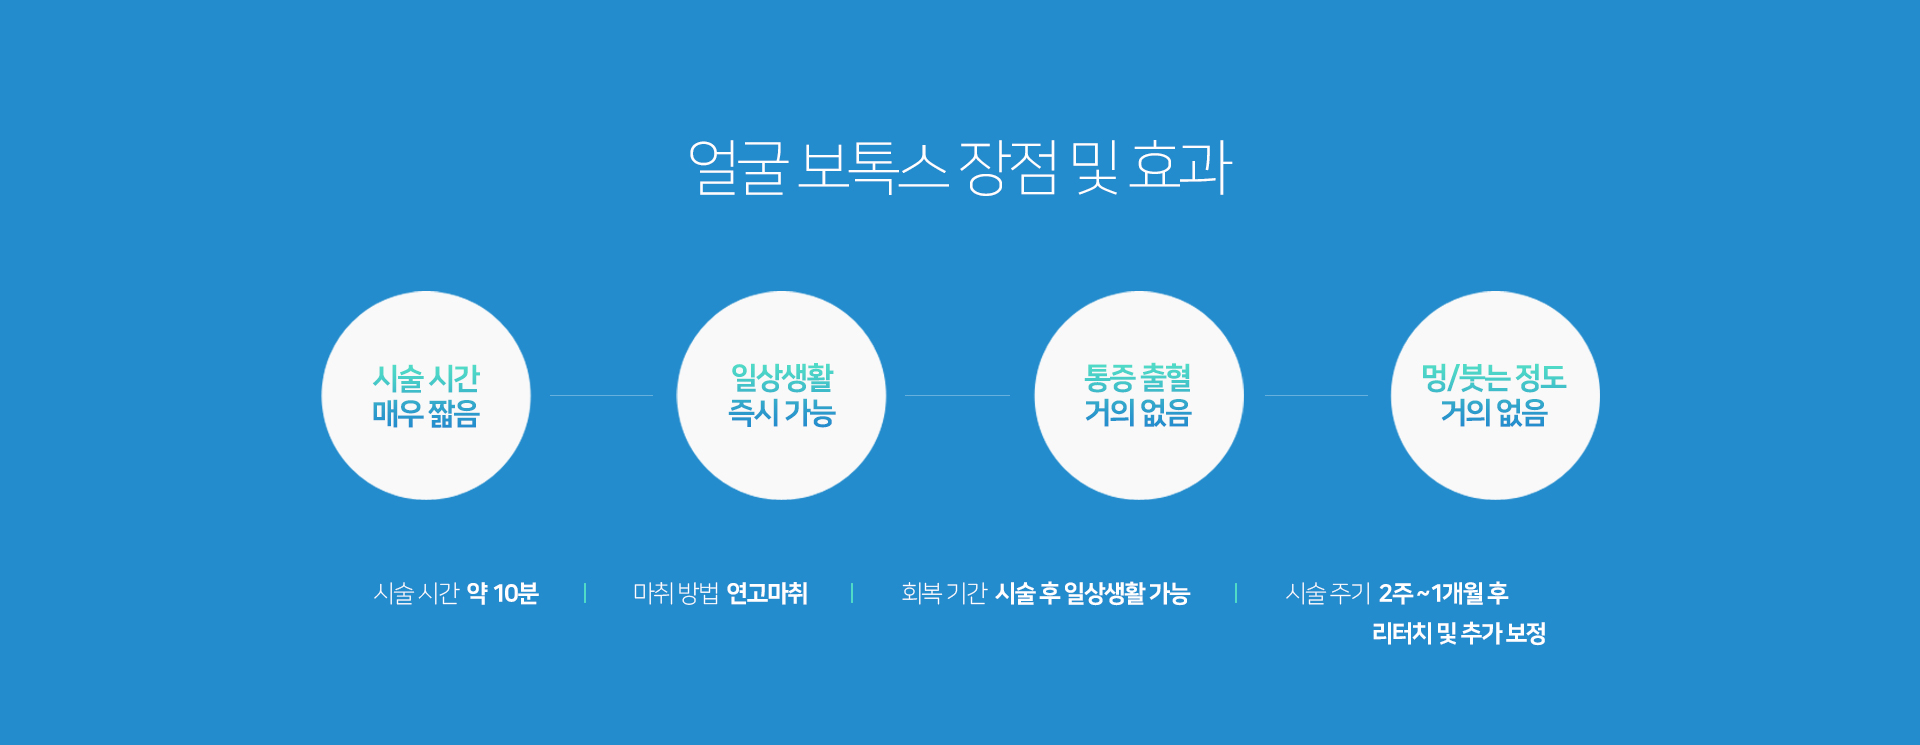 얼굴 보톡스 장점 및 효과
시술 시간
매우 짧음
일상생활
즉시 가능
통증 출혈
거의 없음
멍/붓는 정도
거의 없음
시술 시간 약 10분
마취 방법 연고마취
회복 기간 시술 후 일상생활 가능
시술 주기 2주 ~1개월 후
리터치 및 추가 보정